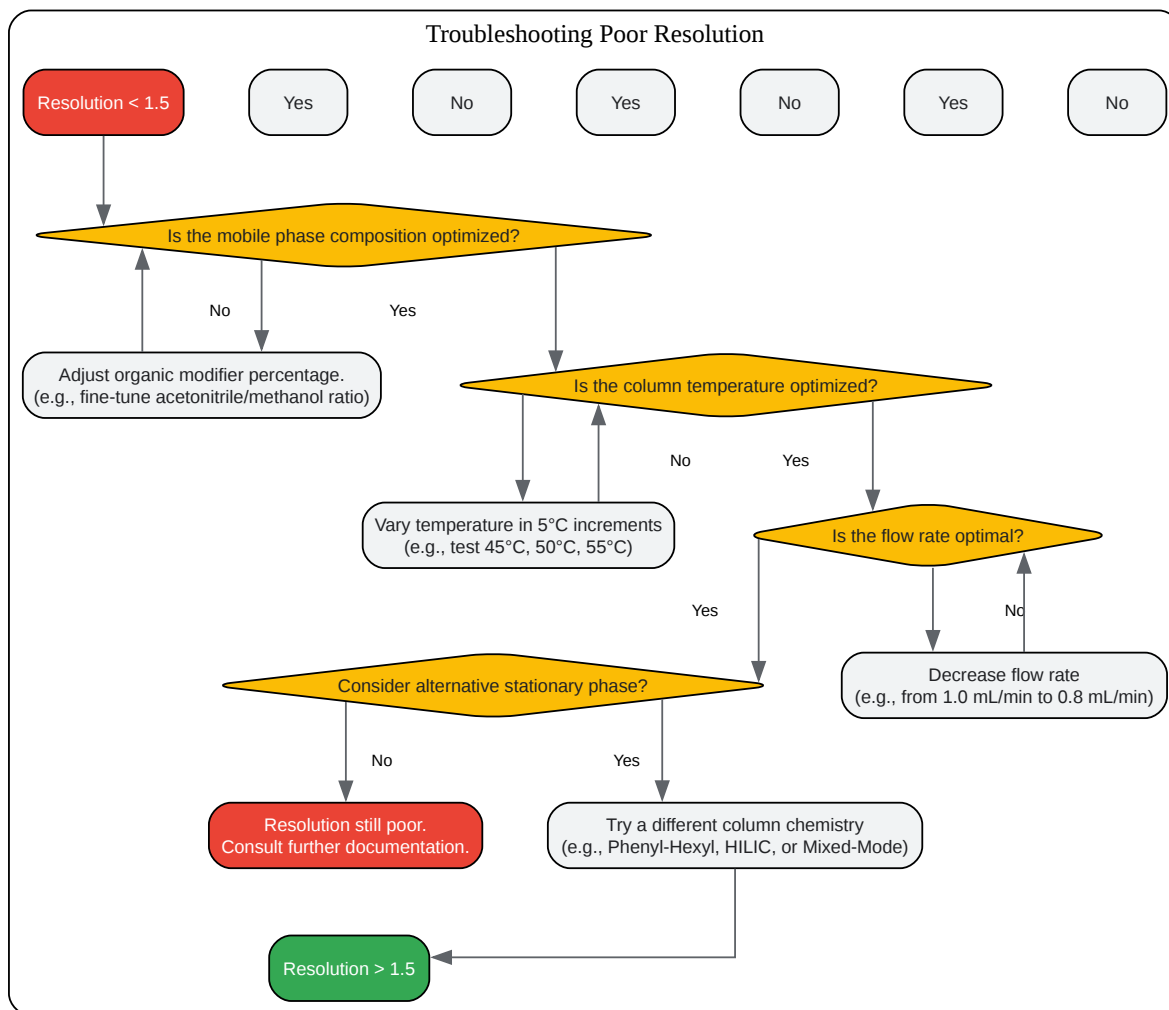 Troubleshooting Poor Resolution
Resolution < 1.5
Yes
No
Yes
No
Yes
No
Is the mobile phase composition optimized?
No
Yes
Adjust organic modifier percentage.
(e.g., fine-tune acetonitrile/methanol ratio)
Is the column temperature optimized?
No
Yes
Vary temperature in 5°C increments
(e.g., test 45°C, 50°C, 55°C)
Is the flow rate optimal?
Yes
No
Decrease flow rate
(e.g., from 1.0 mL/min to 0.8 mL/min)
Consider alternative stationary phase?
No
Yes
Resolution still poor.
Consult further documentation.
Try a different column chemistry
(e.g., Phenyl-Hexyl, HILIC, or Mixed-Mode)
Resolution > 1.5